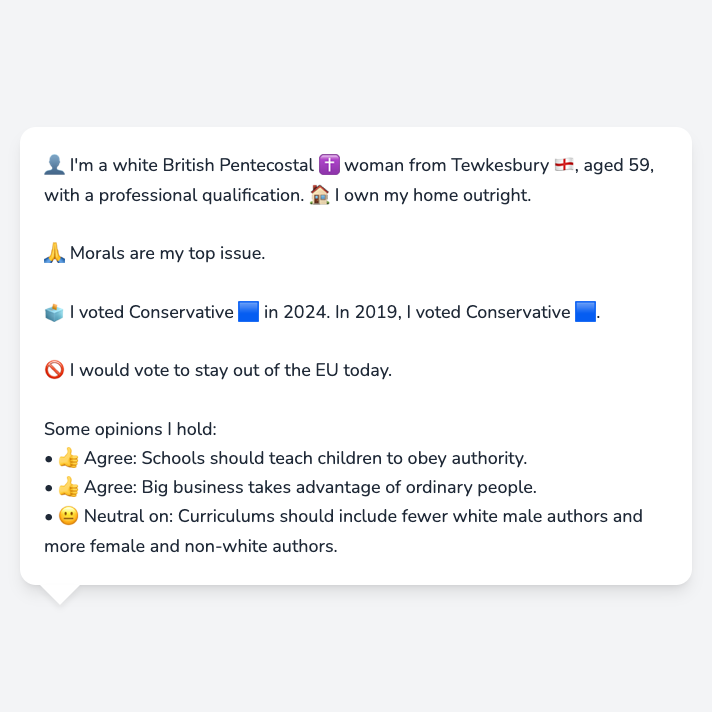 👤 I'm a white British Pentecostal ✝️ woman from Tewkesbury 🏴󠁧󠁢󠁥󠁮󠁧󠁿, aged 59,
with a professional qualification. 🏠 I own my home outright.
🙏 Morals are my top issue.
🗳️ I voted Conservative 🟦 in 2024. In 2019, I voted Conservative 🟦.
🚫 I would vote to stay out of the EU today.
Some opinions I hold:
• 👍 Agree: Schools should teach children to obey authority.
• 👍 Agree: Big business takes advantage of ordinary people.
• 😐 Neutral on: Curriculums should include fewer white male authors and
more female and non-white authors.